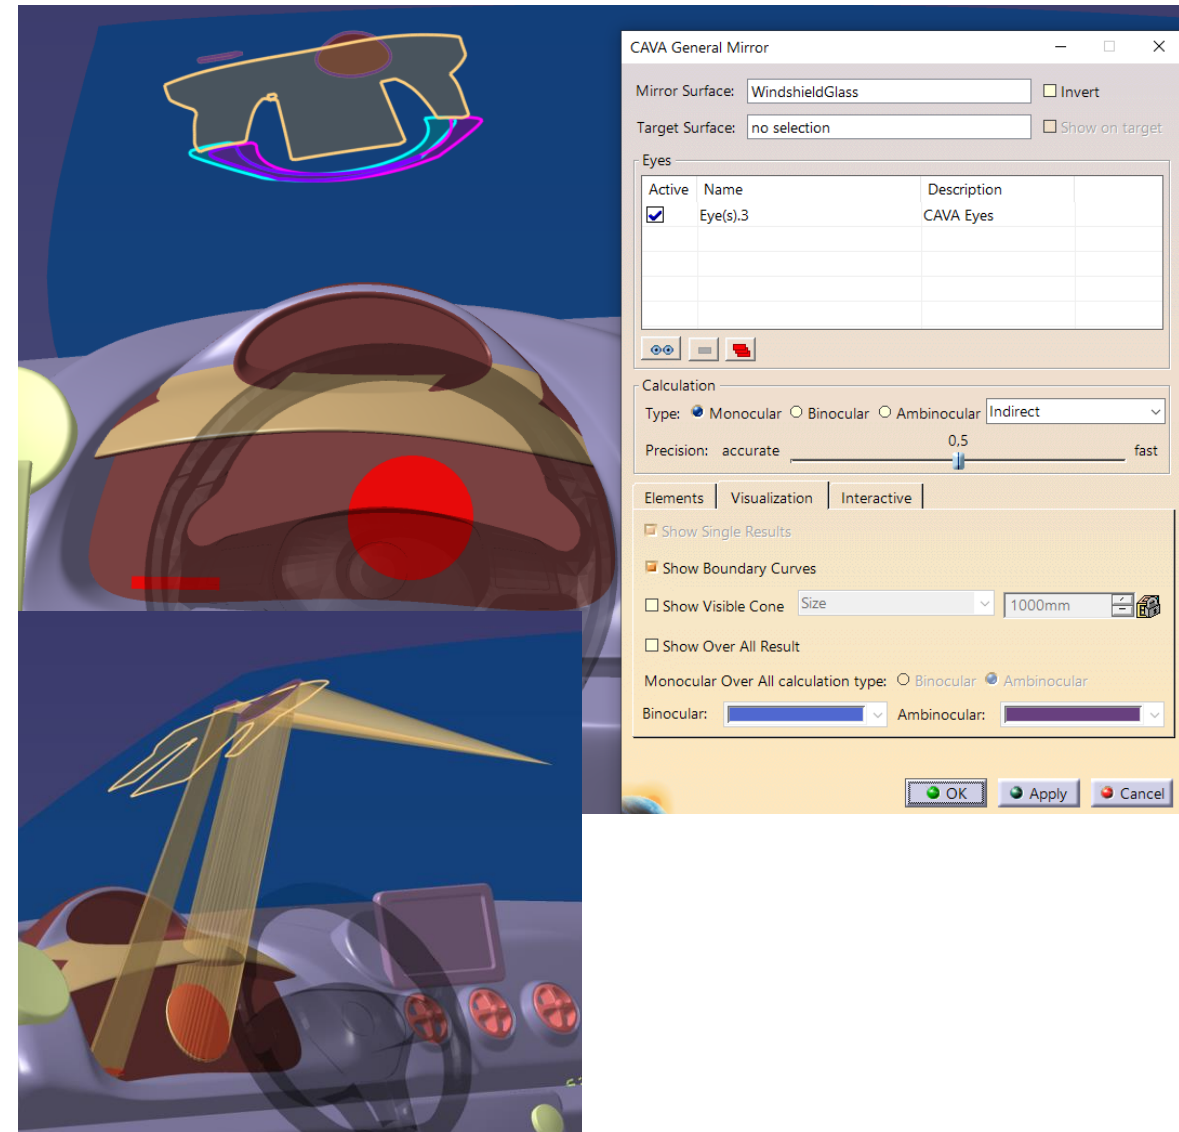 CAVA General Mirror
Mirror Surface: WindshieldGlass Invert
Target Surface: no selection Show on target
Eyes
Active Name Description
Eye(s).3 CAVA Eyes
Calculation
Type: Monocular Binocular Ambinocular Indirect
0,5
Precision: accurate fast
Elements Visualization Interactive
Show Single Results
Show Boundary Curves
Show Visible Cone Size 1000mm
Show Over All Result
Monocular Over All calculation type: Binocular Ambinocular
Binocular: Ambinocular:
OK Apply Cancel